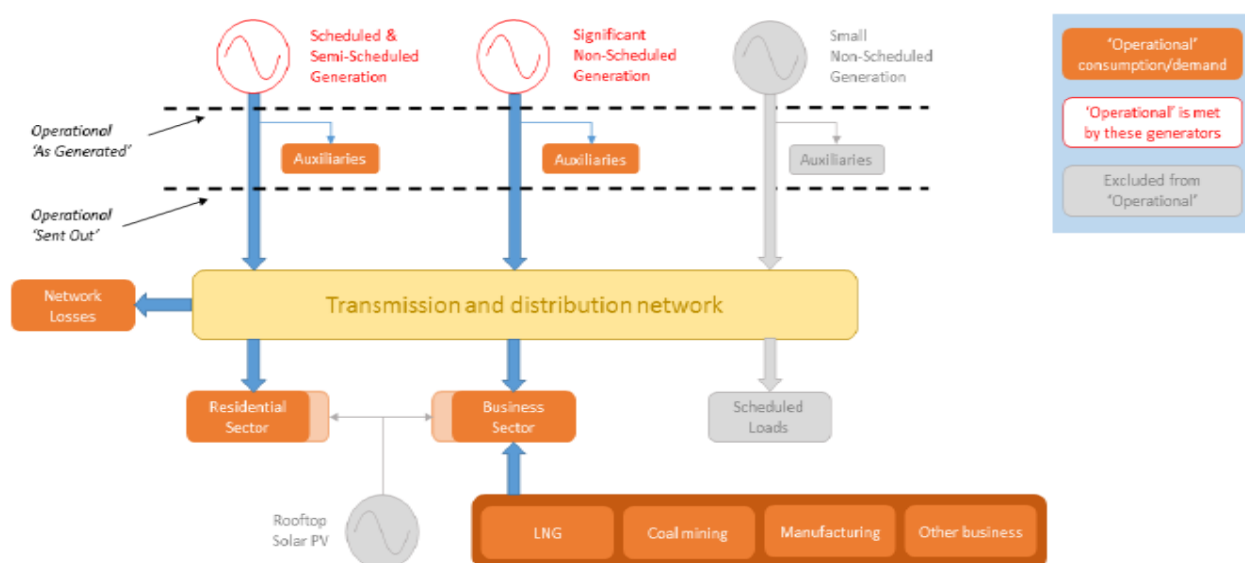 Scheduled &
Semi-Scheduled
Generation
Significant
Non-Scheduled
Generation
Small
Non-Scheduled
Generation
'Operational'
consumption/demand
'Operational' is met
by these generators
Excluded from
'Operational"
Operational
'As Generated'
Auxiliaries
Auxiliaries
Auxiliaries
Operational
'Sent Out'
Network
Losses
Transmission and distribution network
Residential
Sector
Business
Sector
Scheduled
Loads
Rooftop
Solar PV
LNG
Coal mining
Manufacturing
Other business